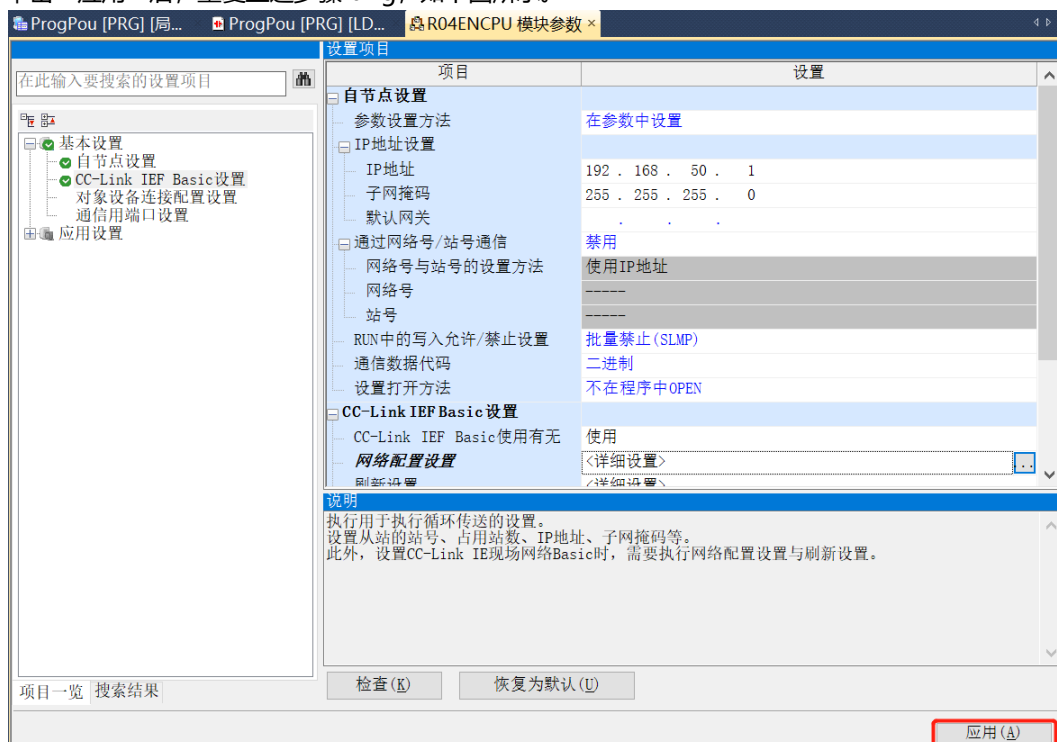 ProgPou [PRG] [局...
ProgPou [PRG] [LD...
R04ENCPU 模块参数
设置项目
在此输入要搜索的设置项目
项目 设置
基本设置
自节点设置
CC-Link IEF Basic设置
对象设备连接配置设置
通信用端口设置
应用设置
自节点设置
参数设置方法 在参数中设置
IP地址设置
IP地址 192 . 168 . 50 . 1
子网掩码 255 . 255 . 255 . 0
默认网关 . . .
通过网络号/站号通信 禁用
网络号与站号的设置方法 使用IP地址
网络号 -----
站号 -----
RUN中的写入允许/禁止设置 批量禁止(SLMP)
通信数据代码 二进制
设置打开方法 不在程序中OPEN
CC-Link IEF Basic设置
CC-Link IEF Basic使用有无 使用
网络配置设置 <详细设置> ...
说明
执行用于执行循环传送的设置。
设置从站的站号、占用站数、IP地址、子网掩码等。
此外，设置CC-Link IE现场网络Basic时，需要执行网络配置设置与刷新设置。
项目一览 搜索结果
检查(K) 恢复为默认(U)
应用(A)